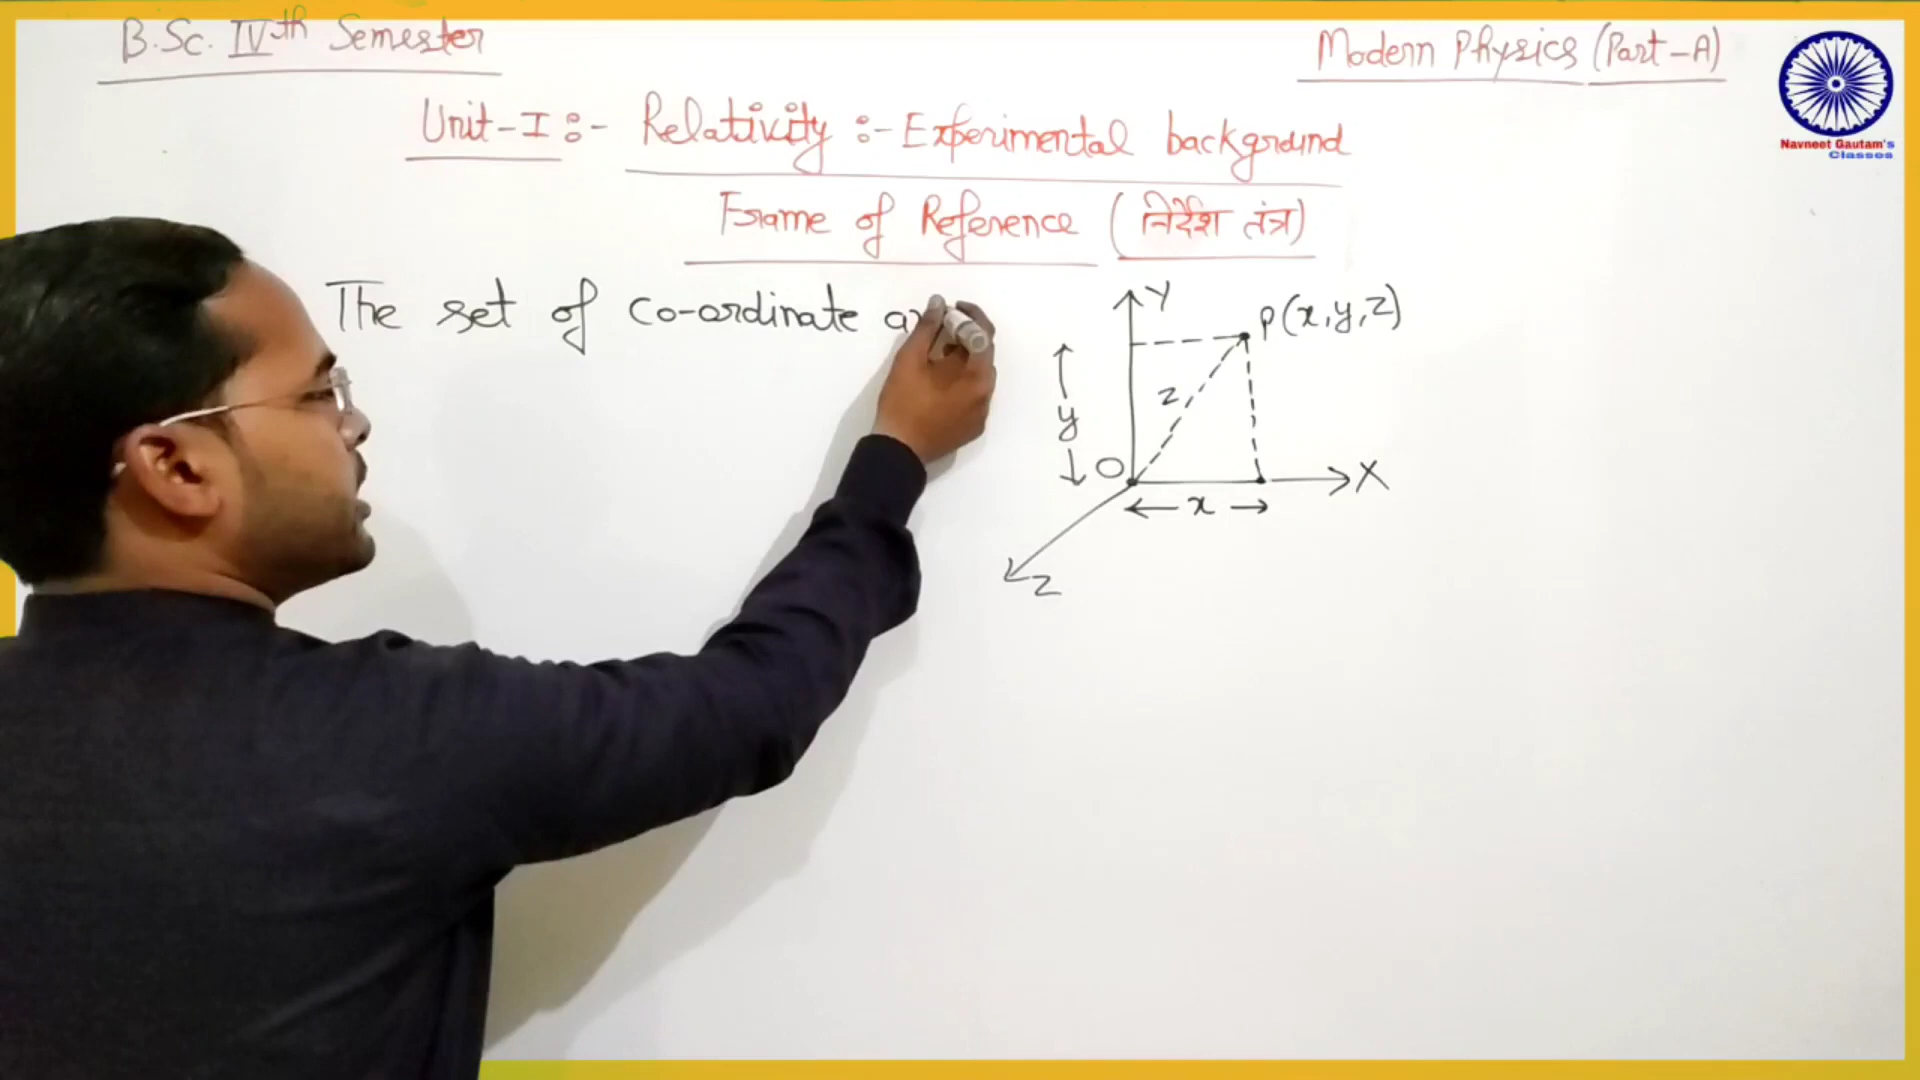 B.Sc. IVth Semester
Modern Physics (Part-A)
Navneet Gautam's
Classes
Unit-I :- Relativity :- Experimental background
Frame of Reference (निर्देश तंत्र)
The set of co-ordinate
Y
P(x,y,z)
z
y
O
X
x
Z